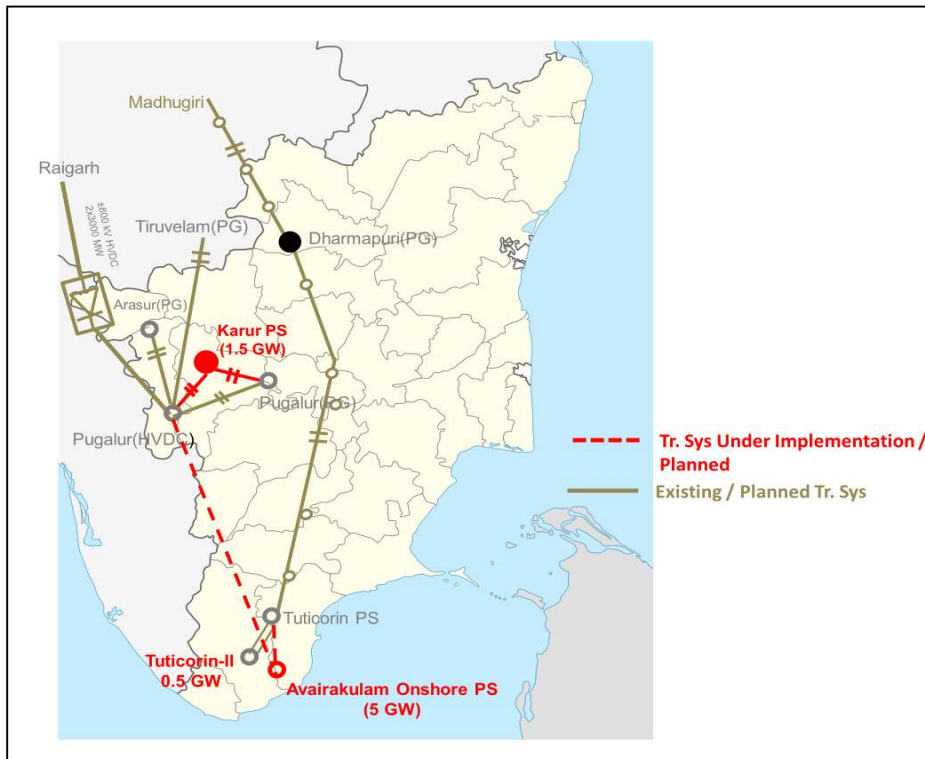 Madhugiri
Raigarh
±800 kV HVDC
2x3000 MW
Tiruvelam(PG)
Dharmapuri(PG)
Arasur(PG)
Karur PS
(1.5 GW)
Pugalur(PG)
Pugalur(HVDC)
Tr. Sys Under Implementation /
Planned
Existing / Planned Tr. Sys
Tuticorin PS
Tuticorin-II
0.5 GW
Avairakulam Onshore PS
(5 GW)